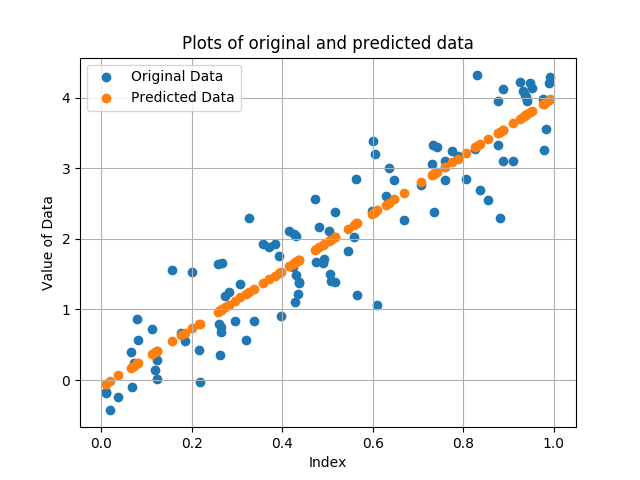 Plots of original and predicted data
Original Data
Predicted Data
4
3
2
1
0
Value of Data
0.0 0.2 0.4 0.6 0.8 1.0
Index